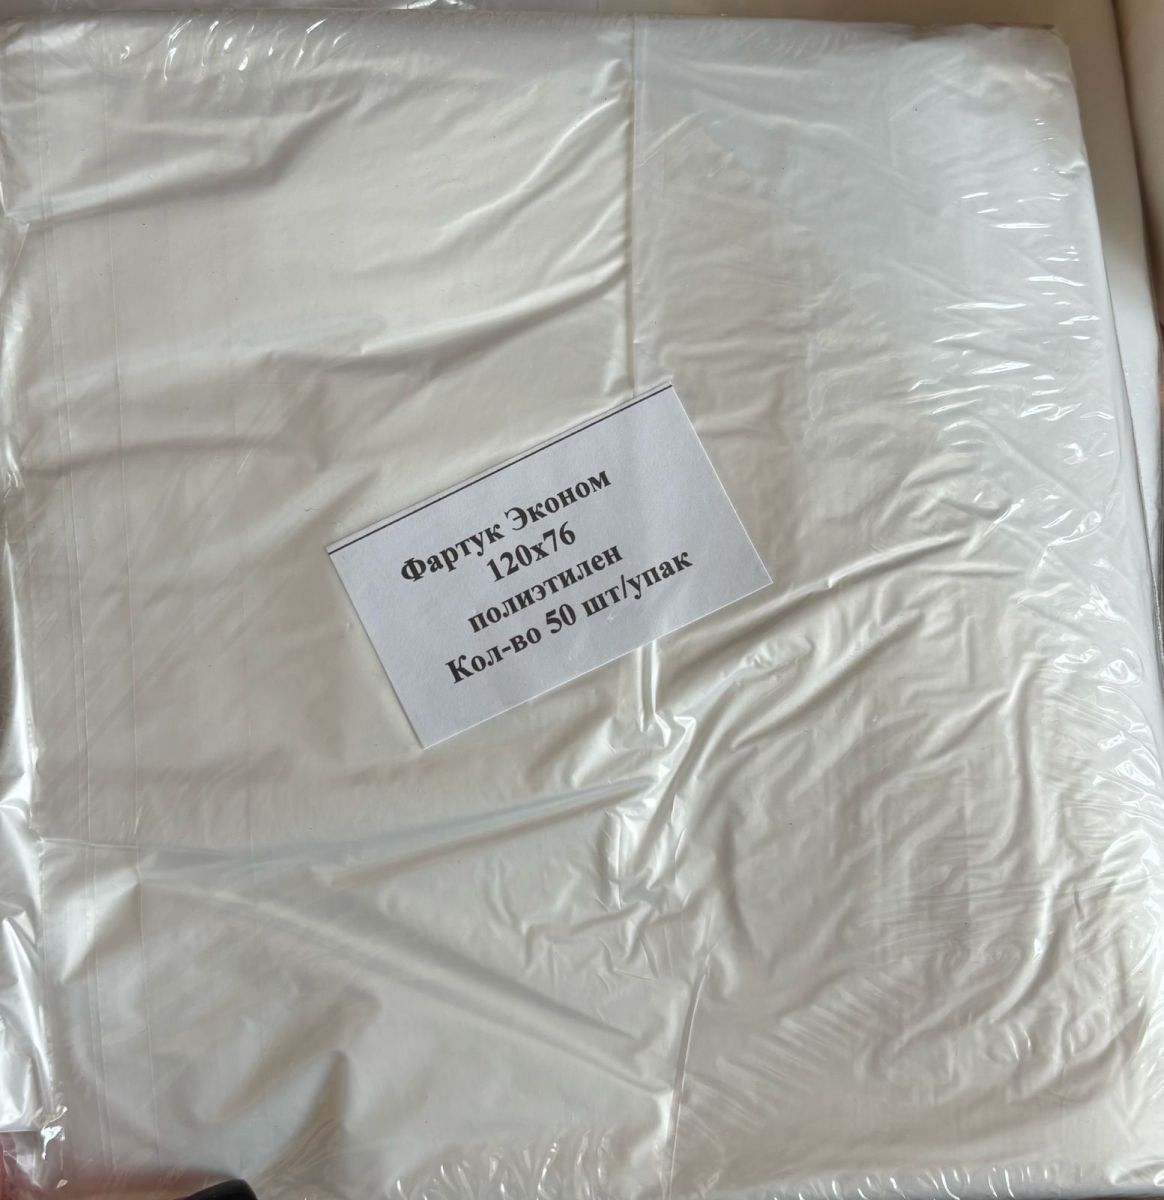 Фартук Эконом
120х76
полиэтилен
Кол-во 50 шт/упак